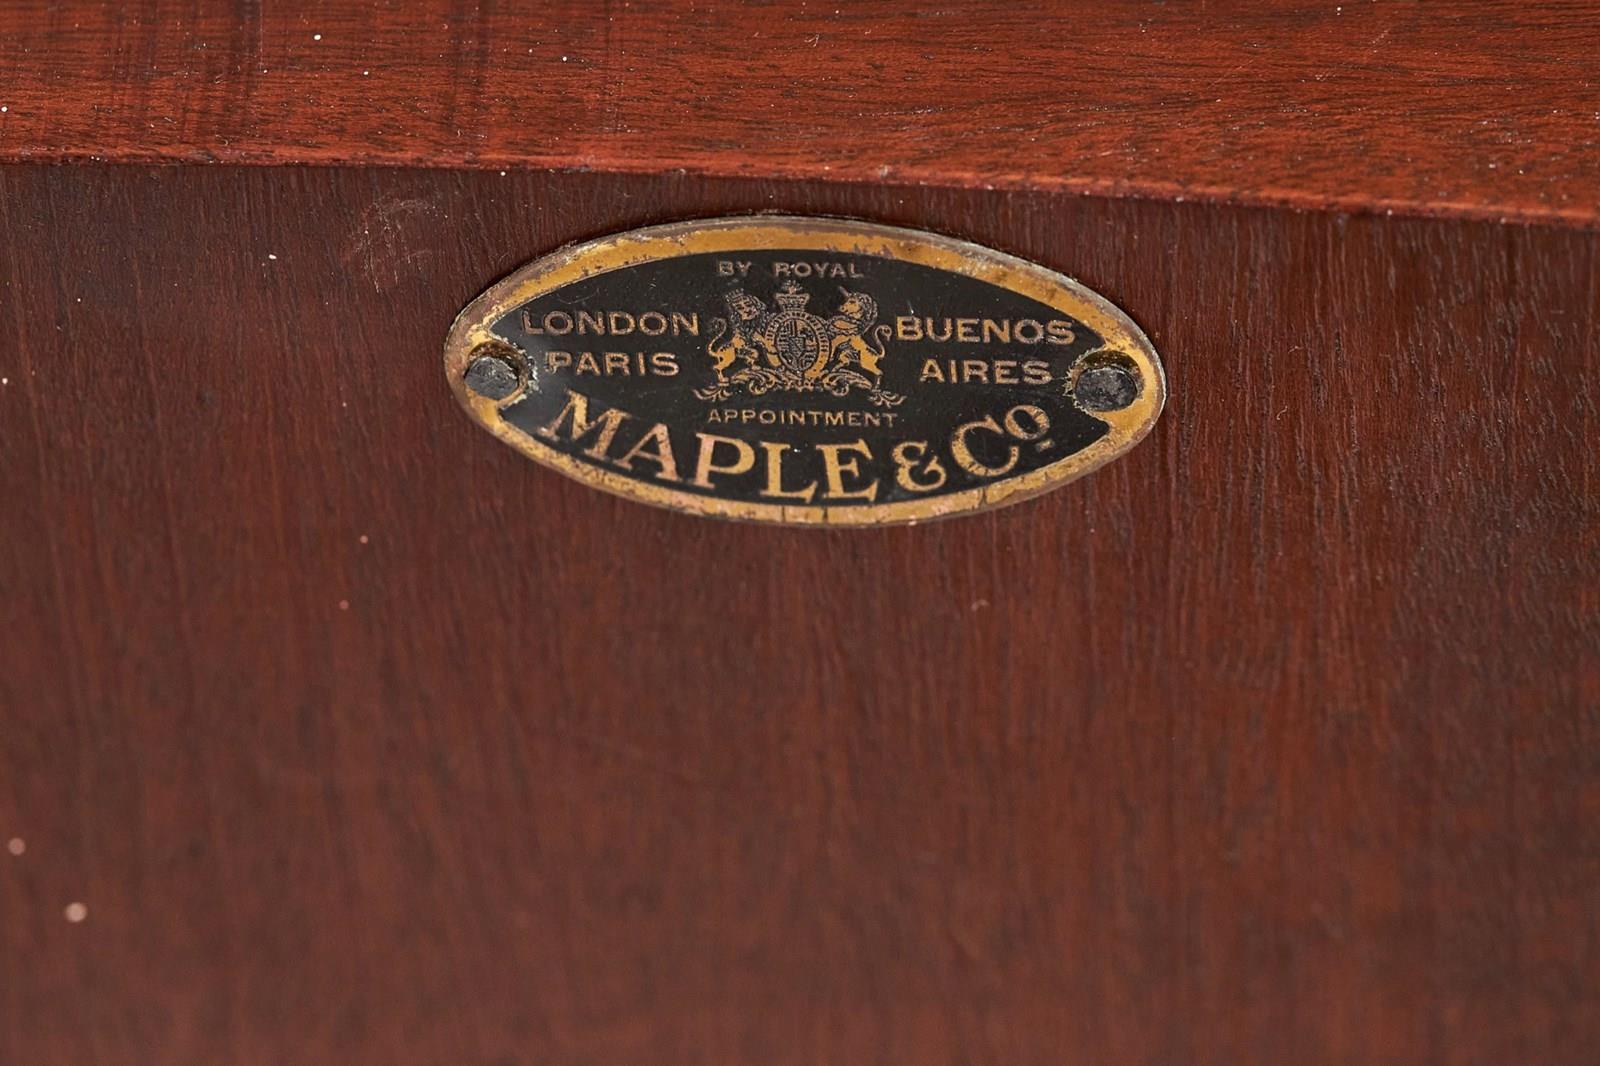 BY ROYAL
LONDON BUENOS
PARIS AIRES
APPOINTMENT
MAPLE & Co